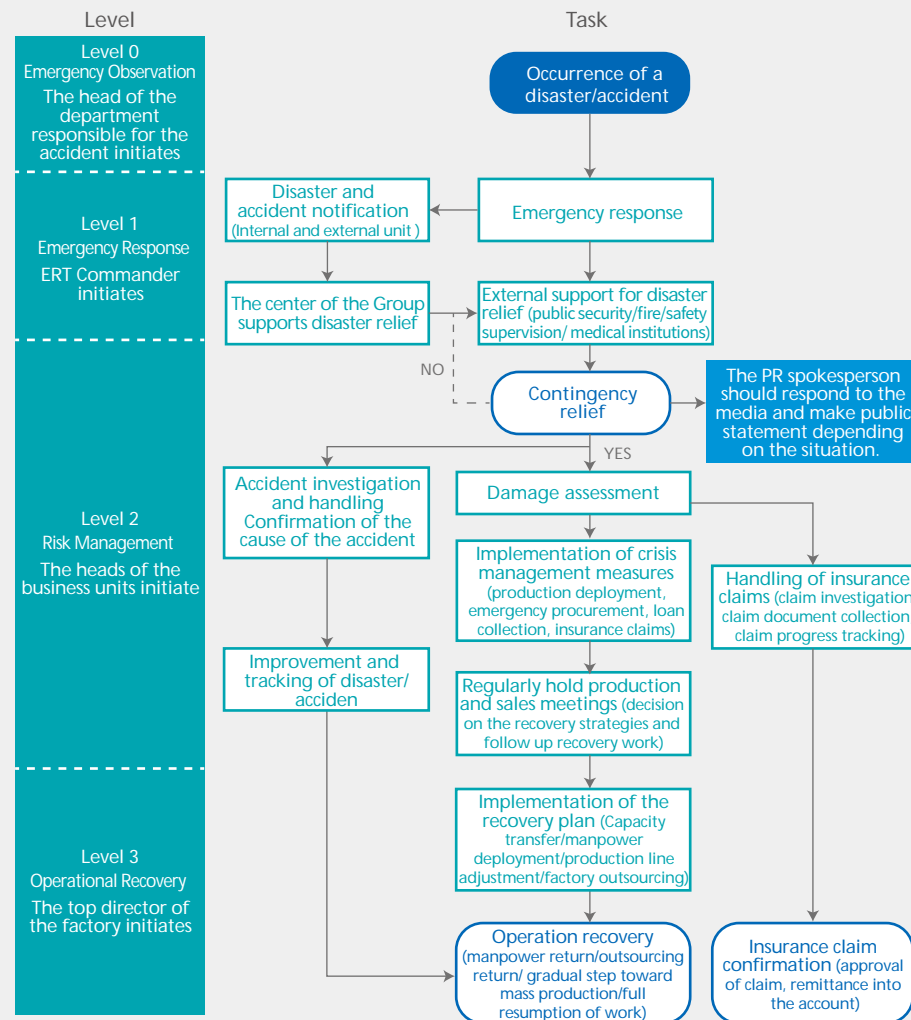 Level
Task
Level 0
Emergency Observation
The head of the
department
responsible for the
accident initiates
Level 1
Emergency Response
ERT Commander
initiates
Level 2
Risk Management
The heads of the
business units initiate
Level 3
Operational Recovery
The top director of
the factory initiates
Occurrence of a
disaster/accident
Disaster and
accident notification
(Internal and external unit )
Emergency response
The center of the Group
supports disaster relief
External support for disaster
relief (public security/fire/safety
supervision/ medical institutions)
NO
Contingency
relief
The PR spokesperson
should respond to the
media and make public
statement depending
on the situation.
YES
Accident investigation
and handling
Confirmation of the
cause of the accident
Damage assessment
Implementation of crisis
management measures
(production deployment,
emergency procurement, loan
collection, insurance claims)
Handling of insurance
claims (claim investigation
claim document collection
claim progress tracking)
Improvement and
tracking of disaster/
acciden
Regularly hold production
and sales meetings (decision
on the recovery strategies and
follow up recovery work)
Implementation of the
recovery plan (Capacity
transfer/manpower
deployment/production line
adjustment/factory outsourcing)
Operation recovery
(manpower return/outsourcing
return/ gradual step toward
mass production/full
resumption of work)
Insurance claim
confirmation (approval
of claim, remittance into
the account)